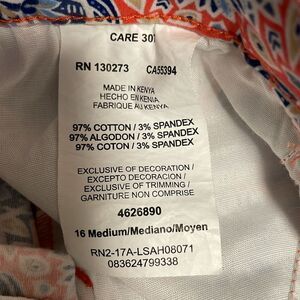 CARE 307
RN 130273 CA55394
MADE IN KENYA
HECHO EN KENIA
FABRIQUE AU KENYA
97% COTTON / 3% SPANDEX
97% ALGODON / 3% SPANDEX
97% COTON / 3% SPANDEX
EXCLUSIVE OF DECORATION /
EXCEPTO DECORACION /
EXCLUSIVE OF TRIMMING /
GARNITURE NON COMPRISE
4626890
16 Medium/Mediano/Moyen
RN2-17A-LSAH08071
083624799338